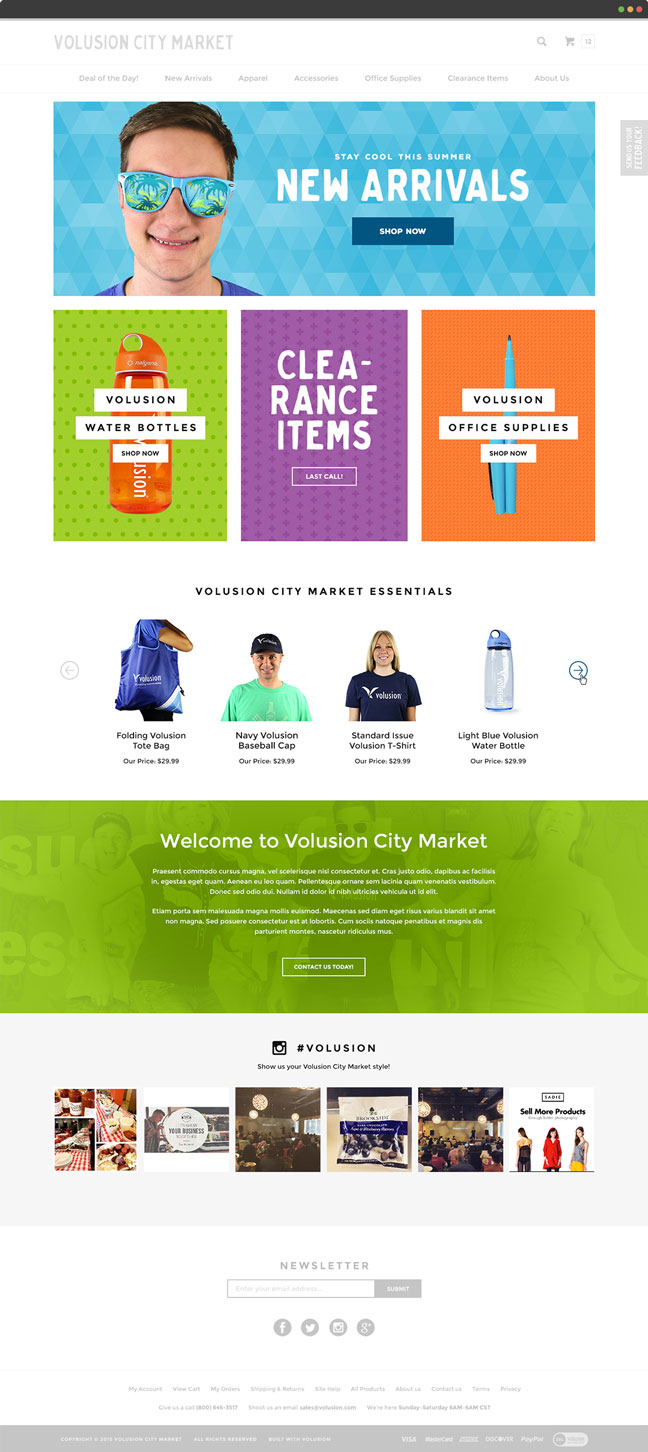 VOLUSION CITY MARKET
12
Deal of the Day! New Arrivals Apparel Accessories Office Supplies Clearance Items About Us
SEND US YOUR
FEEDBACK!
STAY COOL THIS SUMMER
NEW ARRIVALS
SHOP NOW
nalgene
VOLUSION
WATER BOTTLES
SHOP NOW
CLEA-
RANCE
ITEMS
LAST CALL!
VOLUSION
OFFICE SUPPLIES
SHOP NOW
VOLUSION CITY MARKET ESSENTIALS
volusion
volusion
volusion
Folding Volusion
Tote Bag
Our Price: $29.99
Navy Volusion
Baseball Cap
Our Price: $29.99
Standard Issue
Volusion T-Shirt
Our Price: $29.99
Light Blue Volusion
Water Bottle
Our Price: $29.99
Welcome to Volusion City Market
Praesent commodo cursus magna, vel scelerisque nisl consectetur et. Cras justo odio, dapibus ac facilisis
in, egestas eget quam. Aenean eu leo quam. Pellentesque ornare sem lacinia quam venenatis vestibulum.
Donec sed odio dui. Nullam id dolor id nibh ultricies vehicula ut id elit.
Etiam porta sem malesuada magna mollis euismod. Maecenas sed diam eget risus varius blandit sit amet
non magna. Sed posuere consectetur est at lobortis. Cum sociis natoque penatibus et magnis dis
parturient montes, nascetur ridiculus mus.
CONTACT US TODAY!
#VOLUSION
Show us your Volusion City Market style!
YOUR BUSINESS
BROOKSIDE
DARK CHOCOLATE
SADIE
Sell More Products
through better photography
NEWSLETTER
Enter your email address...
SUBMIT
My Account View Cart My Orders Shipping & Returns Site Help All Products About us Contact us Terms Privacy
Give us a call (800) 646-3517 Shoot us an email sales@volusion.com We're here Sunday-Saturday 8AM-6AM CST
COPYRIGHT © 2015 VOLUSION CITY MARKET ALL RIGHTS RESERVED BUILT WITH VOLUSION
VISA MasterCard DISCOVER PayPal